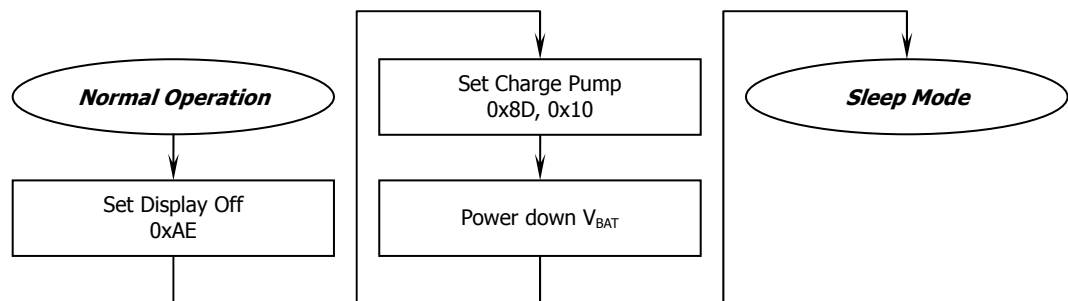 Normal Operation
Set Display Off
0xAE
Set Charge Pump
0x8D, 0x10
Power down VBAT
Sleep Mode